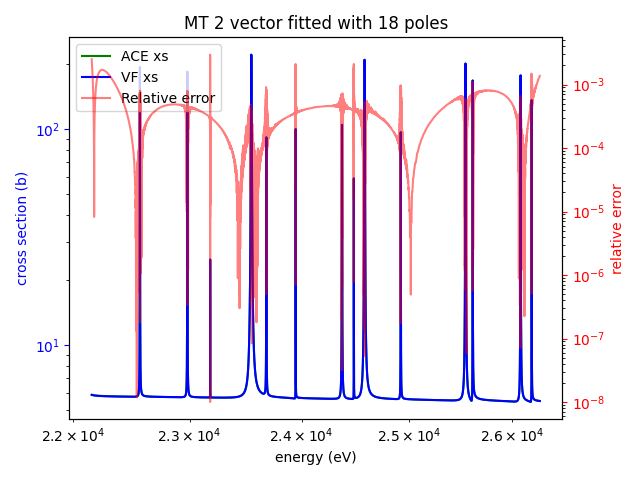 MT 2 vector fitted with 18 poles
ACE xs
VF xs
Relative error
10²
10¹
cross section (b)
10⁻³
10⁻⁴
10⁻⁵
10⁻⁶
10⁻⁷
10⁻⁸
relative error
2.2 × 10⁴ 2.3 × 10⁴ 2.4 × 10⁴ 2.5 × 10⁴ 2.6 × 10⁴
energy (eV)